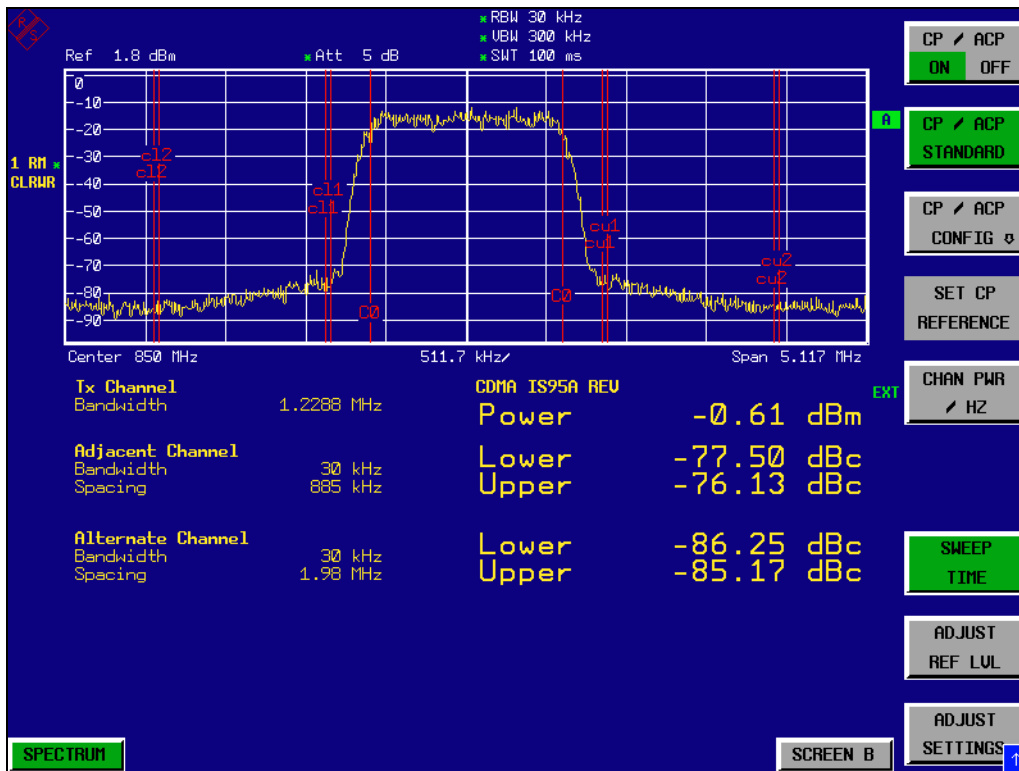 R
S
* RBW 30 kHz
* VBW 300 kHz
Ref 1.8 dBm * Att 5 dB * SWT 100 ms
0
-10
-20
-30
-40
-50
-60
-70
-80
-90
1 RM *
CLRWR
A
cl2
cl2
cl1
cl1
C0
C0
cu1
cu1
cu2
cu2
Center 850 MHz 511.7 kHz/ Span 5.117 MHz
EXT
Tx Channel CDMA IS95A REV
Bandwidth 1.2288 MHz Power -0.61 dBm
Adjacent Channel Lower -77.50 dBc
Bandwidth 30 kHz
Spacing 885 kHz Upper -76.13 dBc
Alternate Channel Lower -86.25 dBc
Bandwidth 30 kHz
Spacing 1.98 MHz Upper -85.17 dBc
CP / ACP
ON OFF
CP / ACP
STANDARD
CP / ACP
CONFIG
SET CP
REFERENCE
CHAN PWR
/ HZ
SWEEP
TIME
ADJUST
REF LVL
ADJUST
SETTINGS
SPECTRUM SCREEN B